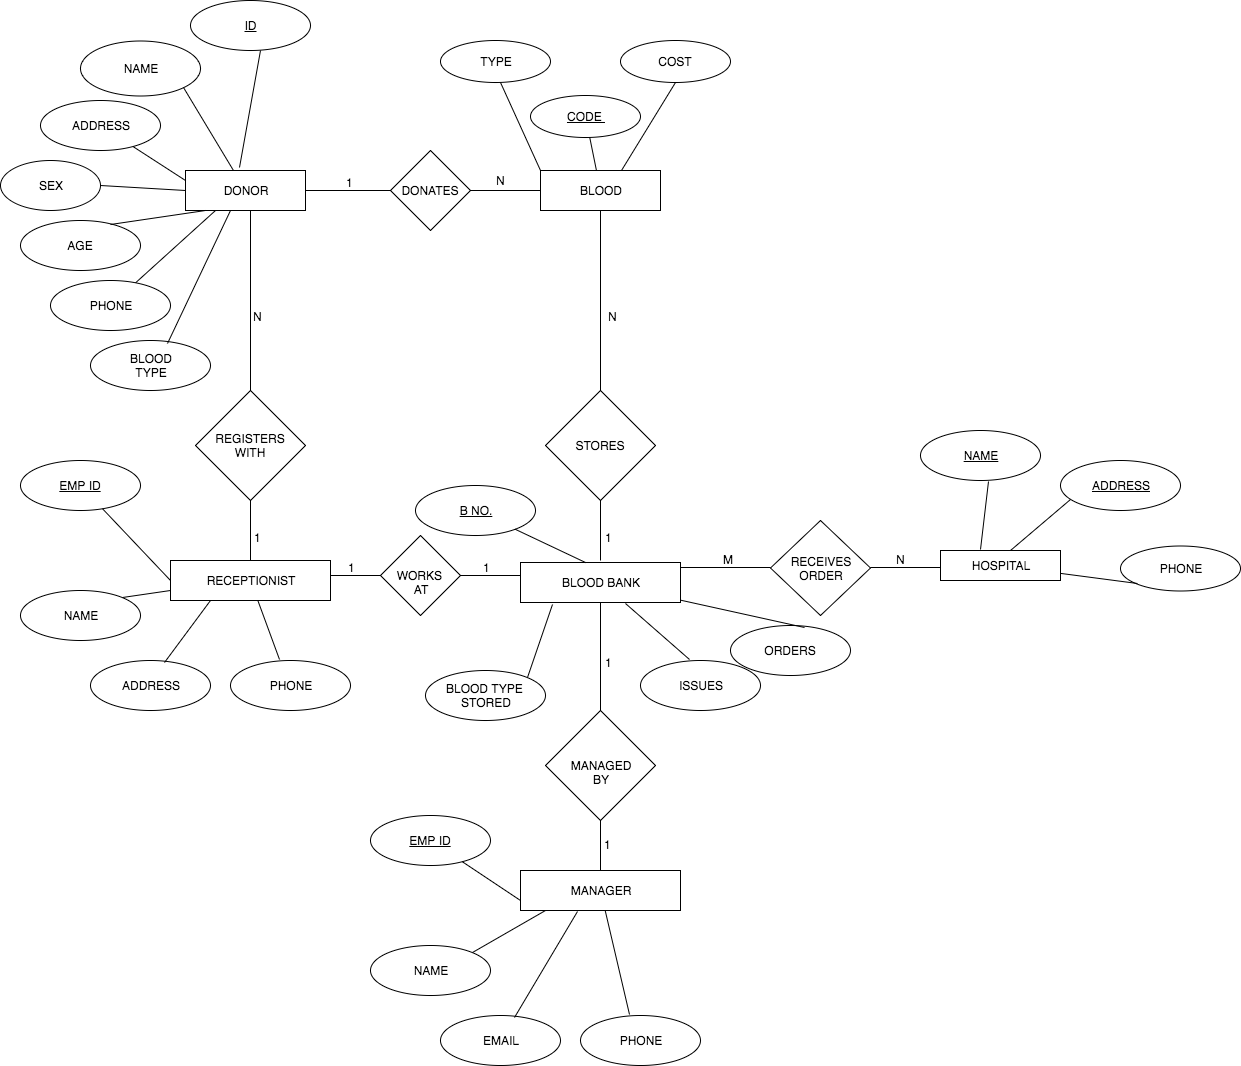 ID
NAME
TYPE
COST
CODE
ADDRESS
SEX
DONOR
1
DONATES
N
BLOOD
AGE
PHONE
BLOOD
TYPE
N
N
REGISTERS
WITH
STORES
NAME
EMP ID
ADDRESS
B NO.
1
1
RECEPTIONIST
1
WORKS
AT
1
BLOOD BANK
M
RECEIVES
ORDER
N
HOSPITAL
PHONE
NAME
ADDRESS
PHONE
BLOOD TYPE
STORED
1
ISSUES
ORDERS
MANAGED
BY
EMP ID
1
MANAGER
NAME
EMAIL
PHONE